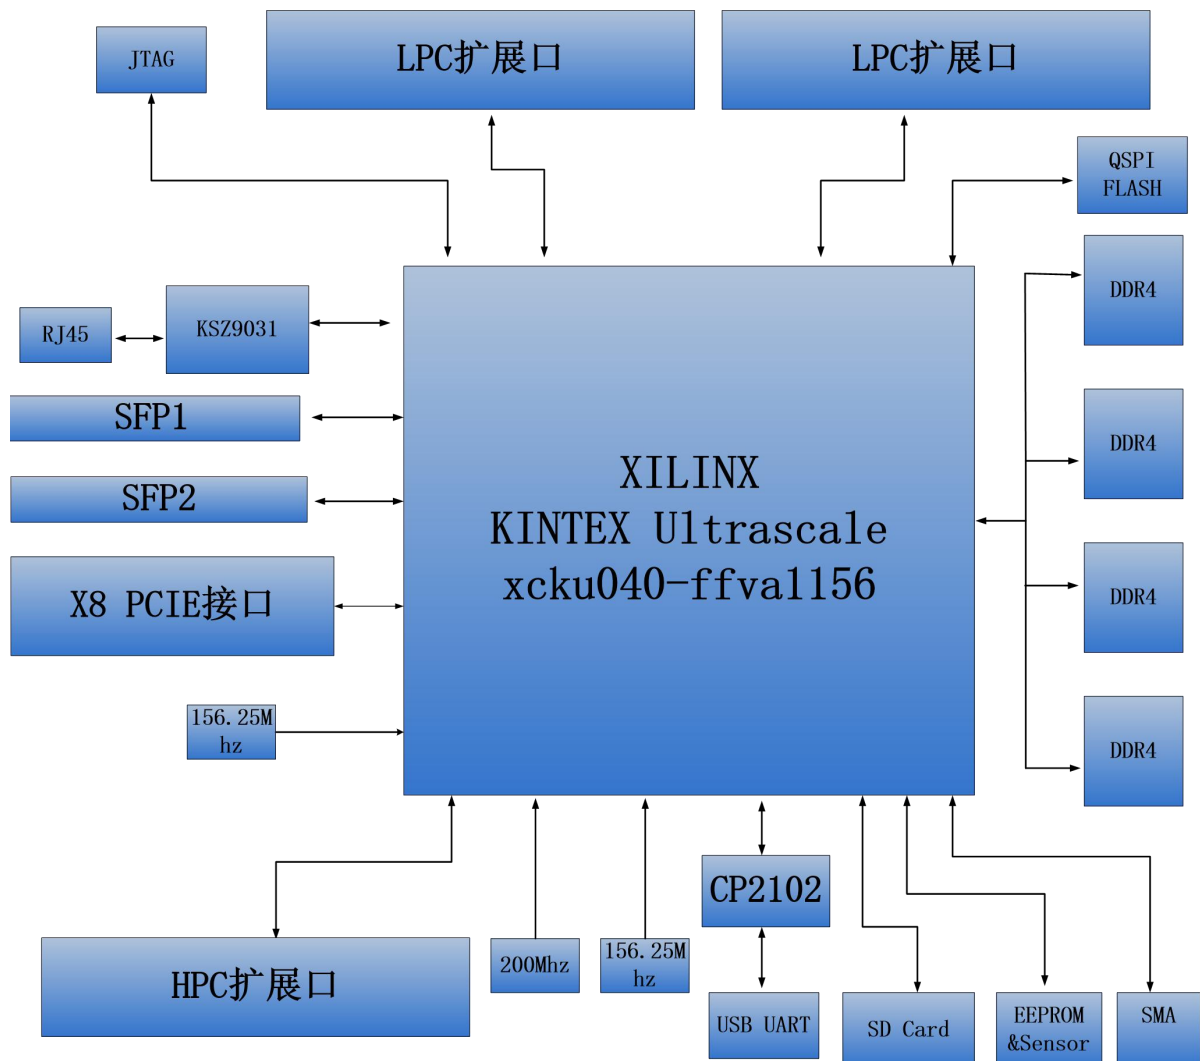 JTAG
LPC扩展口
LPC扩展口
QSPI
FLASH
DDR4
RJ45
KSZ9031
SFP1
DDR4
XILINX
KINTEX Ultrascale
xcku040-ffva1156
SFP2
X8 PCIE接口
DDR4
156.25M
hz
DDR4
CP2102
HPC扩展口
200Mhz
156.25M
hz
USB UART
SD Card
EEPROM
&Sensor
SMA